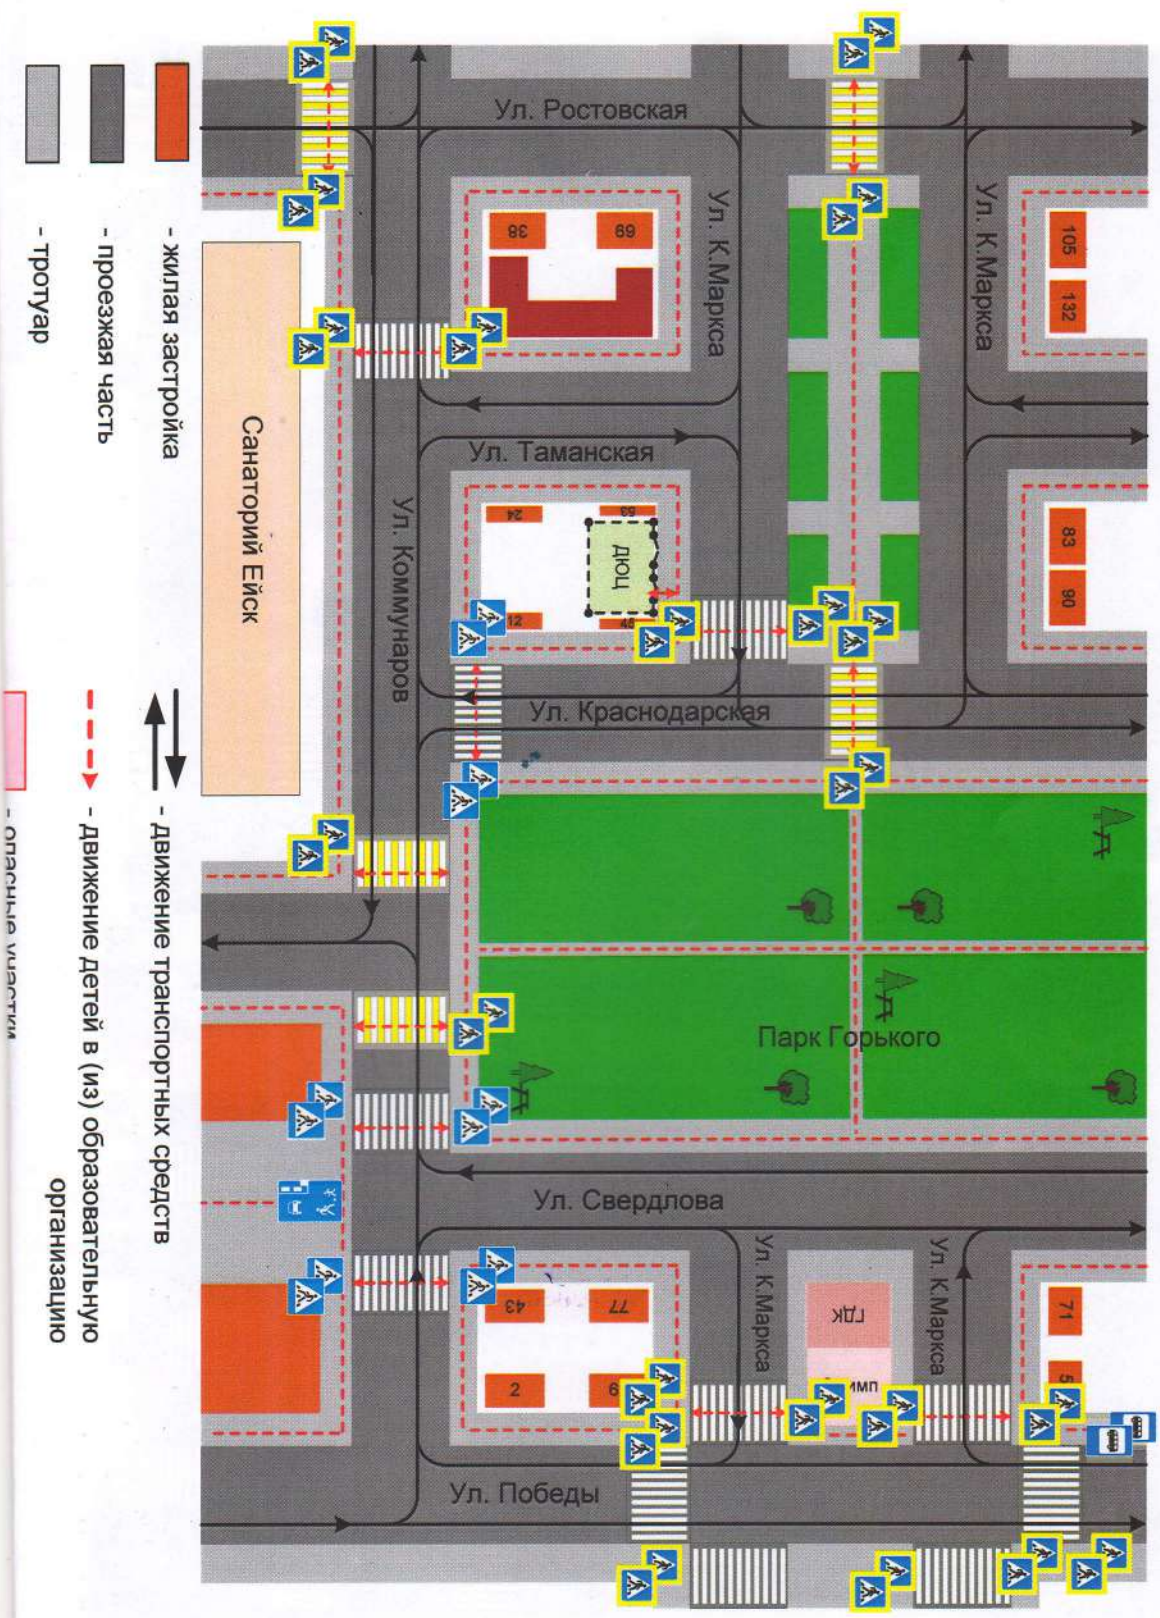 Ул. Ростовская
Ул. К.Маркса
Ул. К.Маркса
38
69
105
132
Ул. Таманская
Санаторий Ейск
Ул. Коммунаров
24
53
ДЮЦ
12
83
90
Ул. Краснодарская
Парк Горького
Ул. Свердлова
Ул. К.Маркса
Ул. К.Маркса
43
77
2
ГДК
71
Ул. Победы
- жилая застройка
- проезжая часть
- тротуар
- движение транспортных средств
- движение детей в (из) образовательную
организацию
- опасные участки